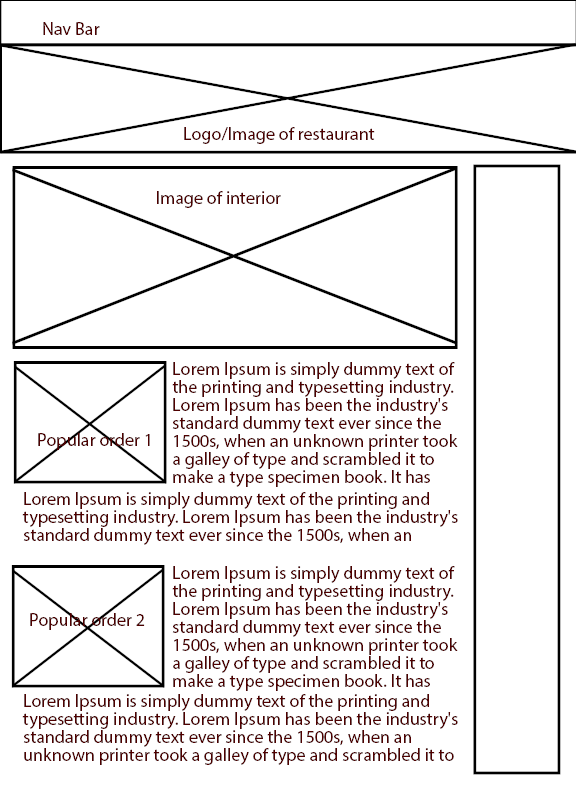 Nav Bar
Logo/Image of restaurant
Image of interior
Popular order 1
Lorem Ipsum is simply dummy text of
the printing and typesetting industry.
Lorem Ipsum has been the industry's
standard dummy text ever since the
1500s, when an unknown printer took
a galley of type and scrambled it to
make a type specimen book. It has
Lorem Ipsum is simply dummy text of the printing and
typesetting industry. Lorem Ipsum has been the industry's
standard dummy text ever since the 1500s, when an
Popular order 2
Lorem Ipsum is simply dummy text of
the printing and typesetting industry.
Lorem Ipsum has been the industry's
standard dummy text ever since the
1500s, when an unknown printer took
a galley of type and scrambled it to
make a type specimen book. It has
Lorem Ipsum is simply dummy text of the printing and
typesetting industry. Lorem Ipsum has been the industry's
standard dummy text ever since the 1500s, when an
unknown printer took a galley of type and scrambled it to